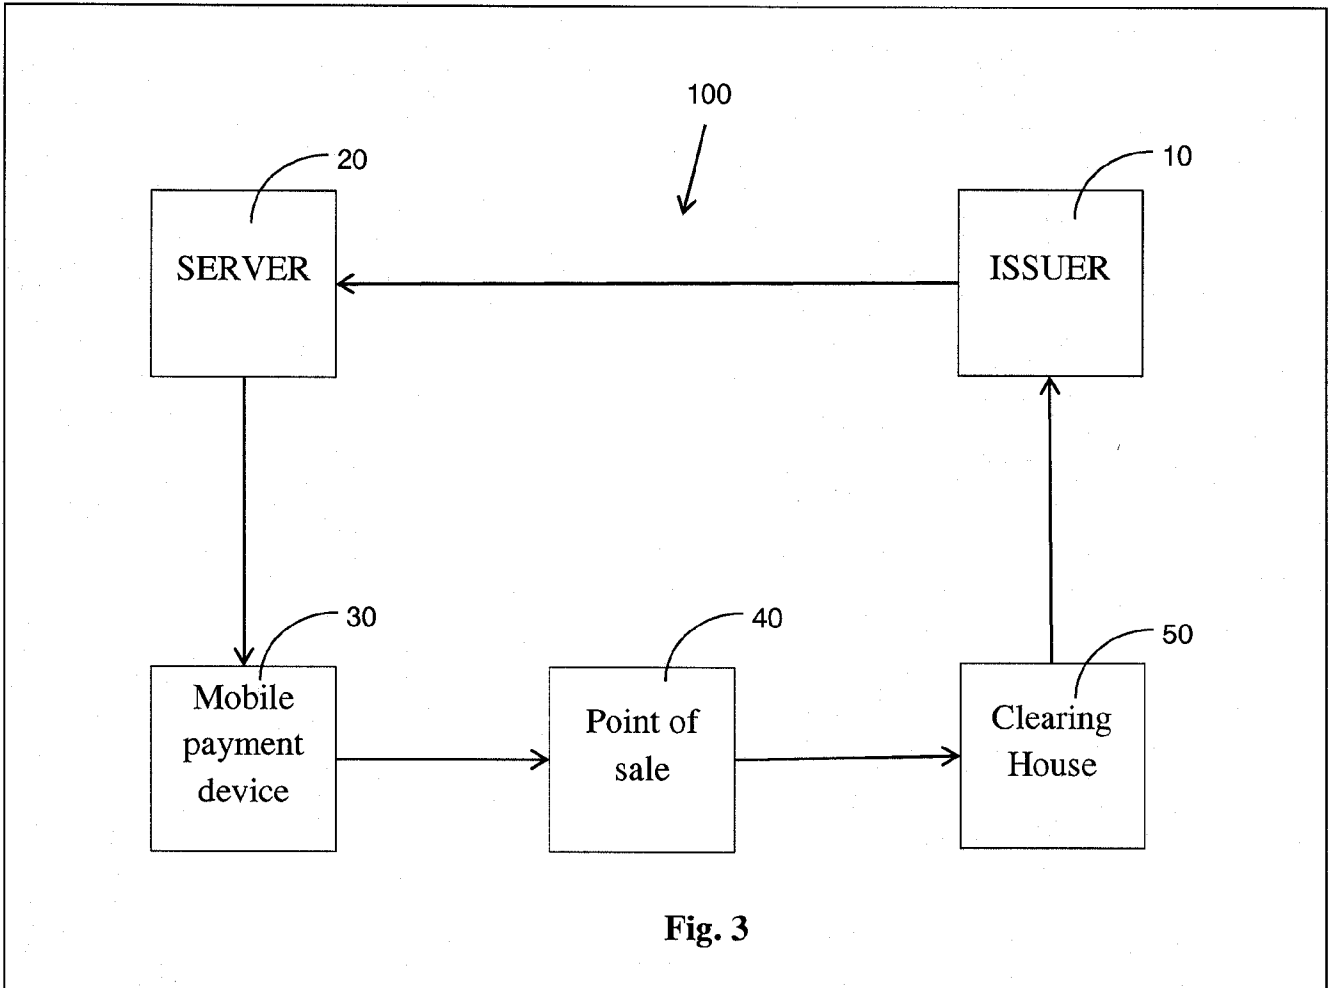 100
20
10
SERVER
ISSUER
30
40
50
Mobile
payment
device
Point of
sale
Clearing
House
Fig. 3